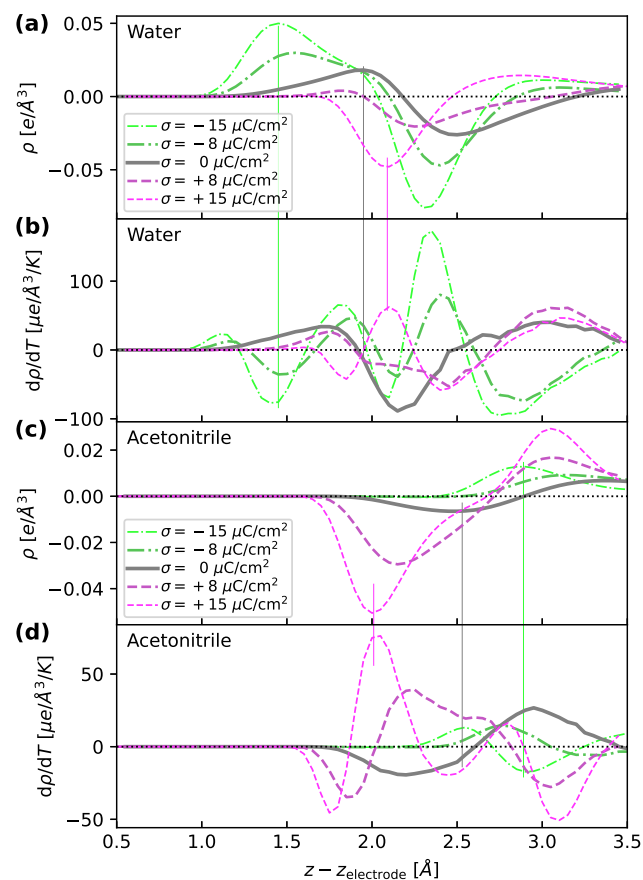 (a)
Water
0.05
0.00
−0.05
ρ [e/Å³]
σ = −15 μC/cm²
σ = −8 μC/cm²
σ = 0 μC/cm²
σ = +8 μC/cm²
σ = +15 μC/cm²
(b)
Water
100
0
−100
dρ/dT [μe/Å³/K]
(c)
Acetonitrile
0.02
0.00
−0.02
−0.04
ρ [e/Å³]
σ = −15 μC/cm²
σ = −8 μC/cm²
σ = 0 μC/cm²
σ = +8 μC/cm²
σ = +15 μC/cm²
(d)
Acetonitrile
50
0
−50
dρ/dT [μe/Å³/K]
0.5 1.0 1.5 2.0 2.5 3.0 3.5
z − z_electrode [Å]